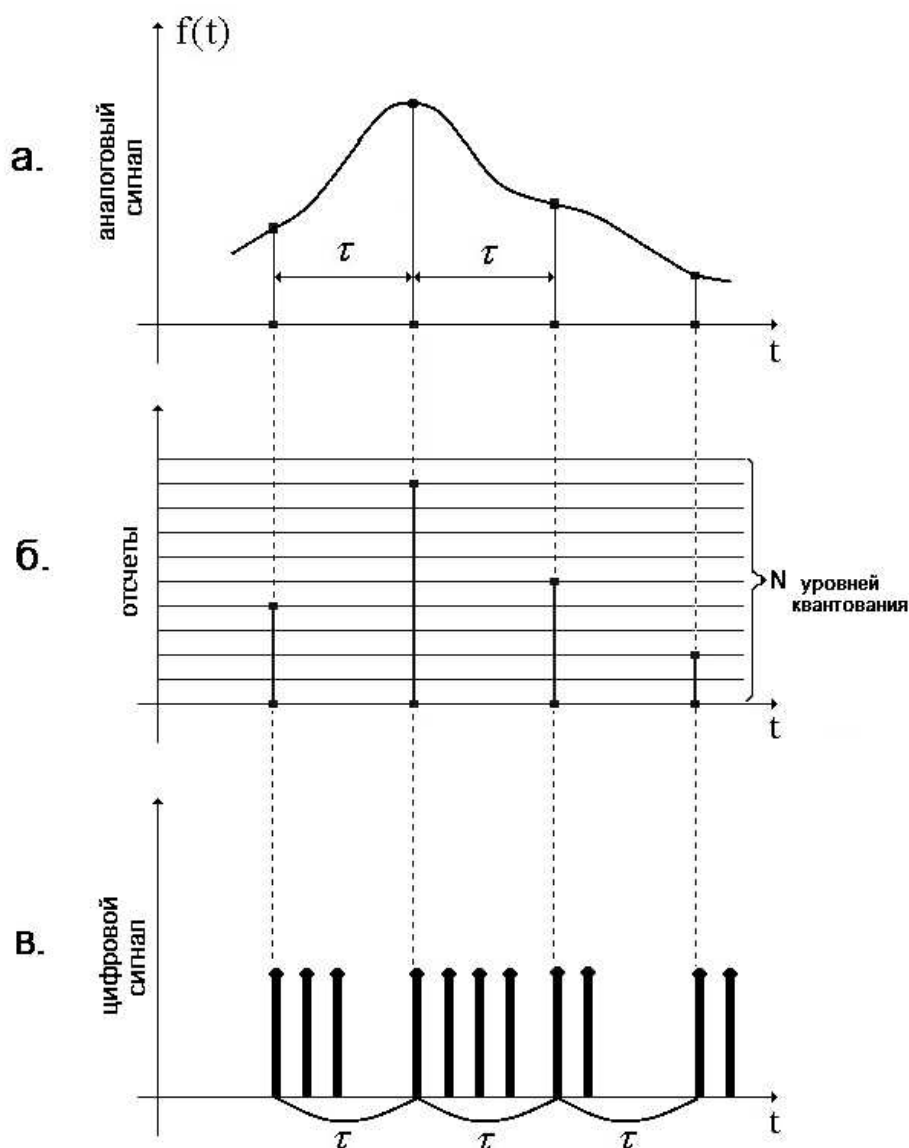 f(t)
а.
аналоговый
сигнал
τ τ
t
б.
отсчеты
N уровней
квантования
t
в.
цифровой
сигнал
t
τ τ τ